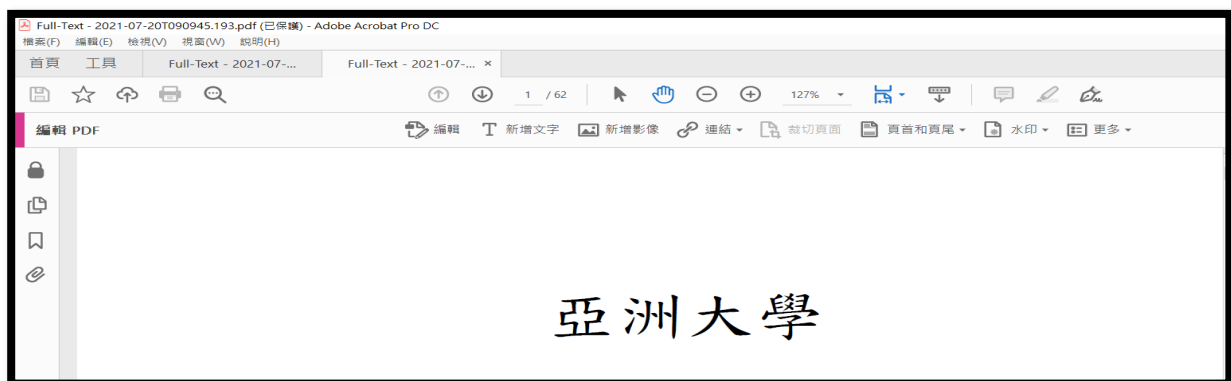 Full-Text - 2021-07-20T090945.193.pdf (已保護) - Adobe Acrobat Pro DC
檔案(F) 編輯(E) 檢視(V) 視窗(W) 說明(H)
首頁 工具 Full-Text - 2021-07-... Full-Text - 2021-07-... ×
1 / 62 127%
編輯 PDF 編輯 新增文字 新增影像 連結 裁切頁面 頁首和頁尾 水印 更多
亞洲大學